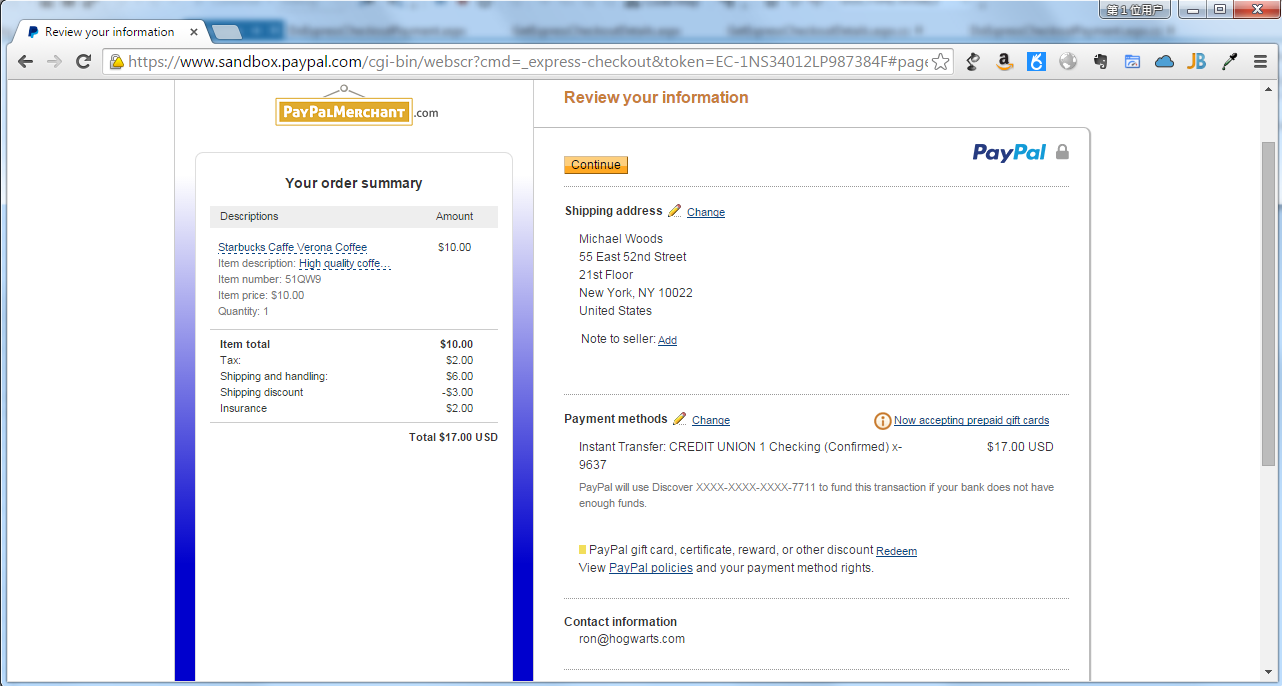 第1位用户
Review your information
https://www.sandbox.paypal.com/cgi-bin/webscr?cmd=_express-checkout&token=EC-1NS34012LP987384F#page
JB
PayPalMerchant.com
Your order summary
Descriptions Amount
Starbucks Caffe Verona Coffee $10.00
Item description: High quality coffe...
Item number: 51QW9
Item price: $10.00
Quantity: 1
Item total $10.00
Tax: $2.00
Shipping and handling: $6.00
Shipping discount -$3.00
Insurance $2.00
Total $17.00 USD
Review your information
PayPal
Continue
Shipping address Change
Michael Woods
55 East 52nd Street
21st Floor
New York, NY 10022
United States
Note to seller: Add
Payment methods Change Now accepting prepaid gift cards
Instant Transfer: CREDIT UNION 1 Checking (Confirmed) x- $17.00 USD
9637
PayPal will use Discover XXXX-XXXX-XXXX-7711 to fund this transaction if your bank does not have
enough funds.
PayPal gift card, certificate, reward, or other discount Redeem
View PayPal policies and your payment method rights.
Contact information
ron@hogwarts.com